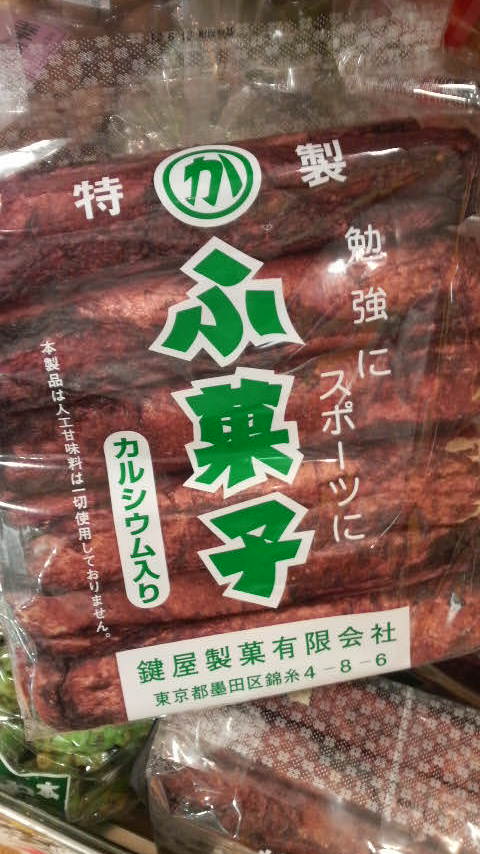 特 か 製
ふ菓子
勉強に
スポーツに
カルシウム入り
本製品は人工甘味料は一切使用しておりません。
鍵屋製菓有限会社
東京都墨田区錦糸4-8-6